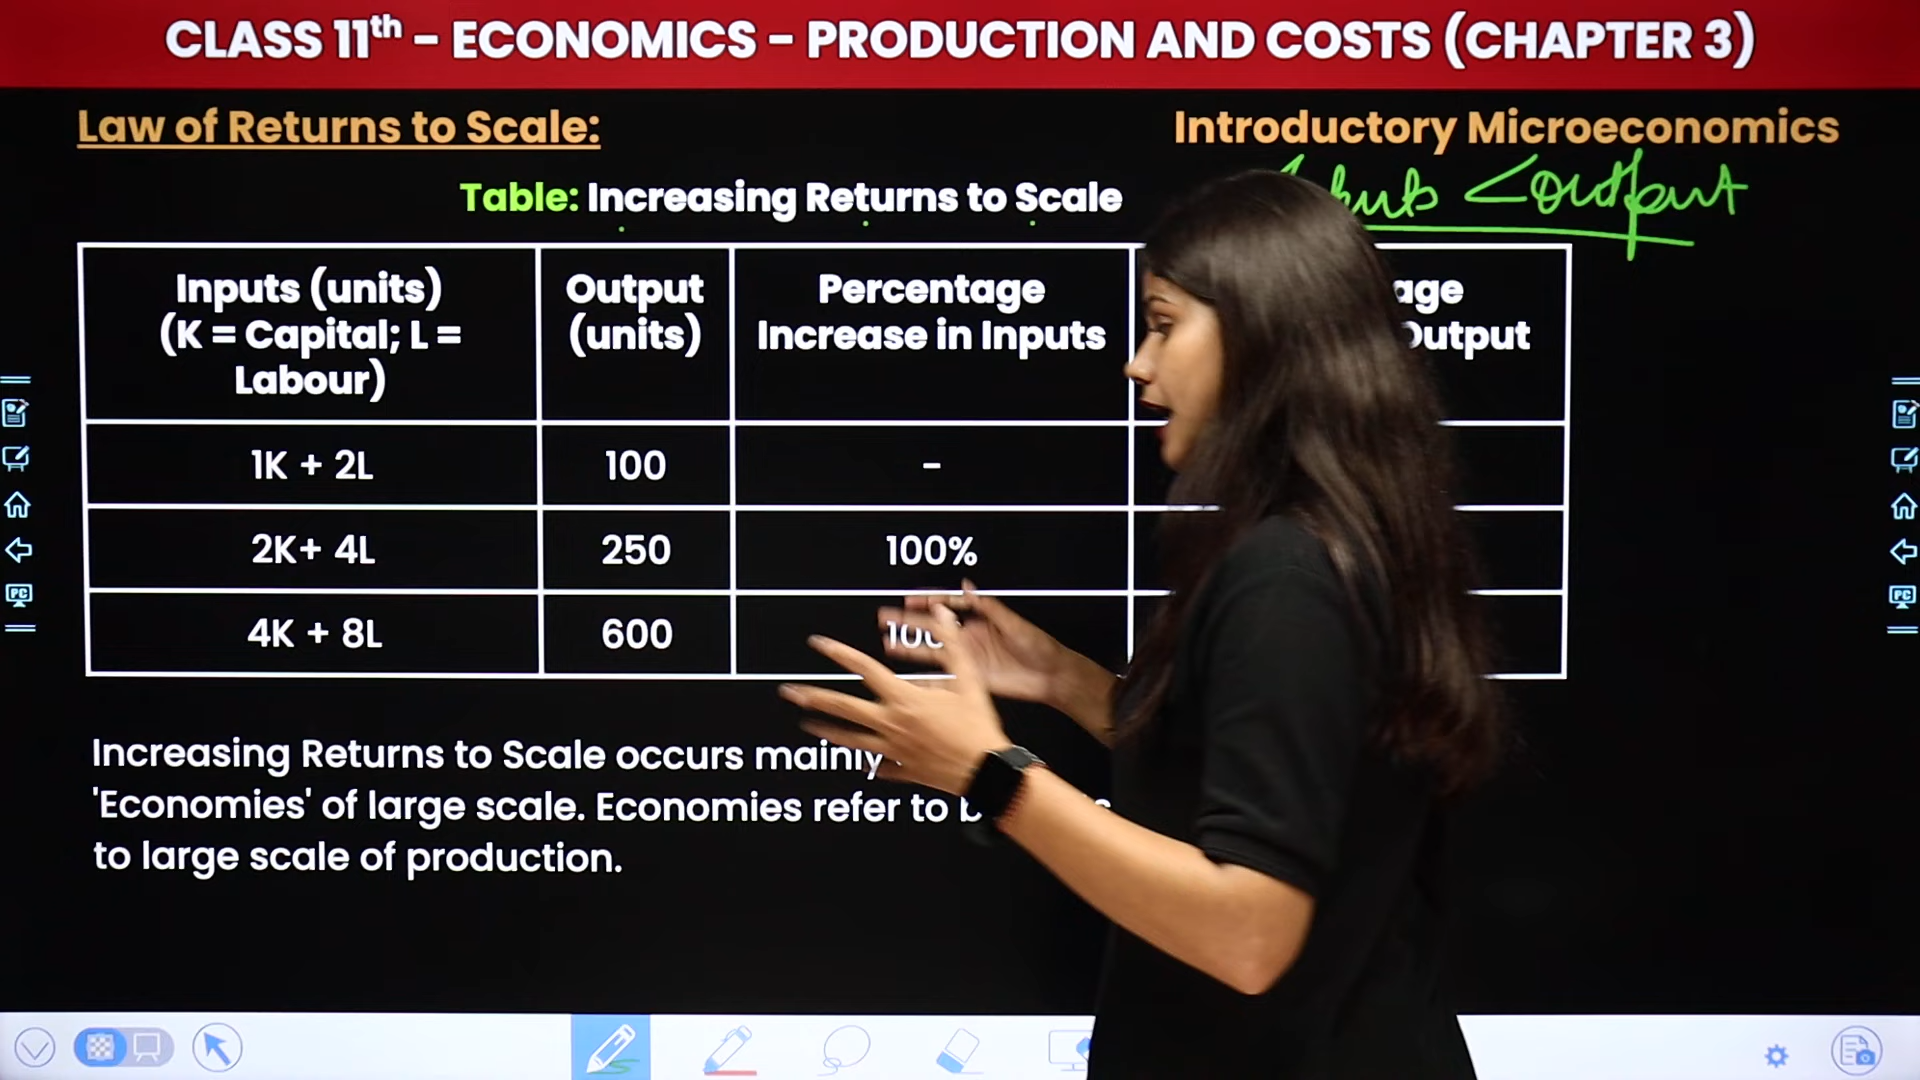 CLASS 11th – ECONOMICS – PRODUCTION AND COSTS (CHAPTER 3)
Law of Returns to Scale:
Introductory Microeconomics
< output
Table: Increasing Returns to Scale
Inputs (units)
(K = Capital; L =
Labour)
Output
(units)
Percentage
Increase in Inputs
Output
1K + 2L
100
-
2K+ 4L
250
100%
4K + 8L
600
Increasing Returns to Scale occurs mainly
'Economies' of large scale. Economies refer to
to large scale of production.
PC
PC